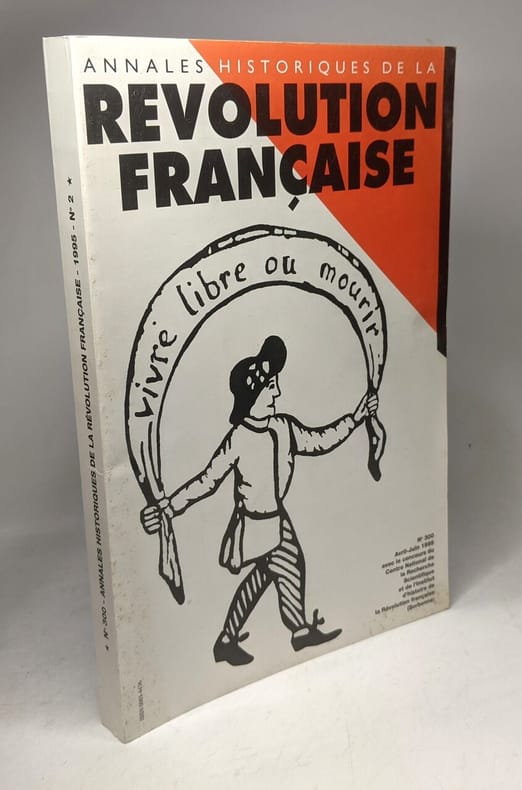 ANNALES HISTORIQUES DE LA
REVOLUTION
FRANÇAISE
vivre libre ou mourir
N° 300
Avril-Juin 1995
avec le concours du
Centre National de
la Recherche
Scientifique
et de l'Institut
d'histoire de
la Révolution française
(Sorbonne)
* N° 300 - ANNALES HISTORIQUES DE LA RÉVOLUTION FRANÇAISE - 1995 - N° 2 *